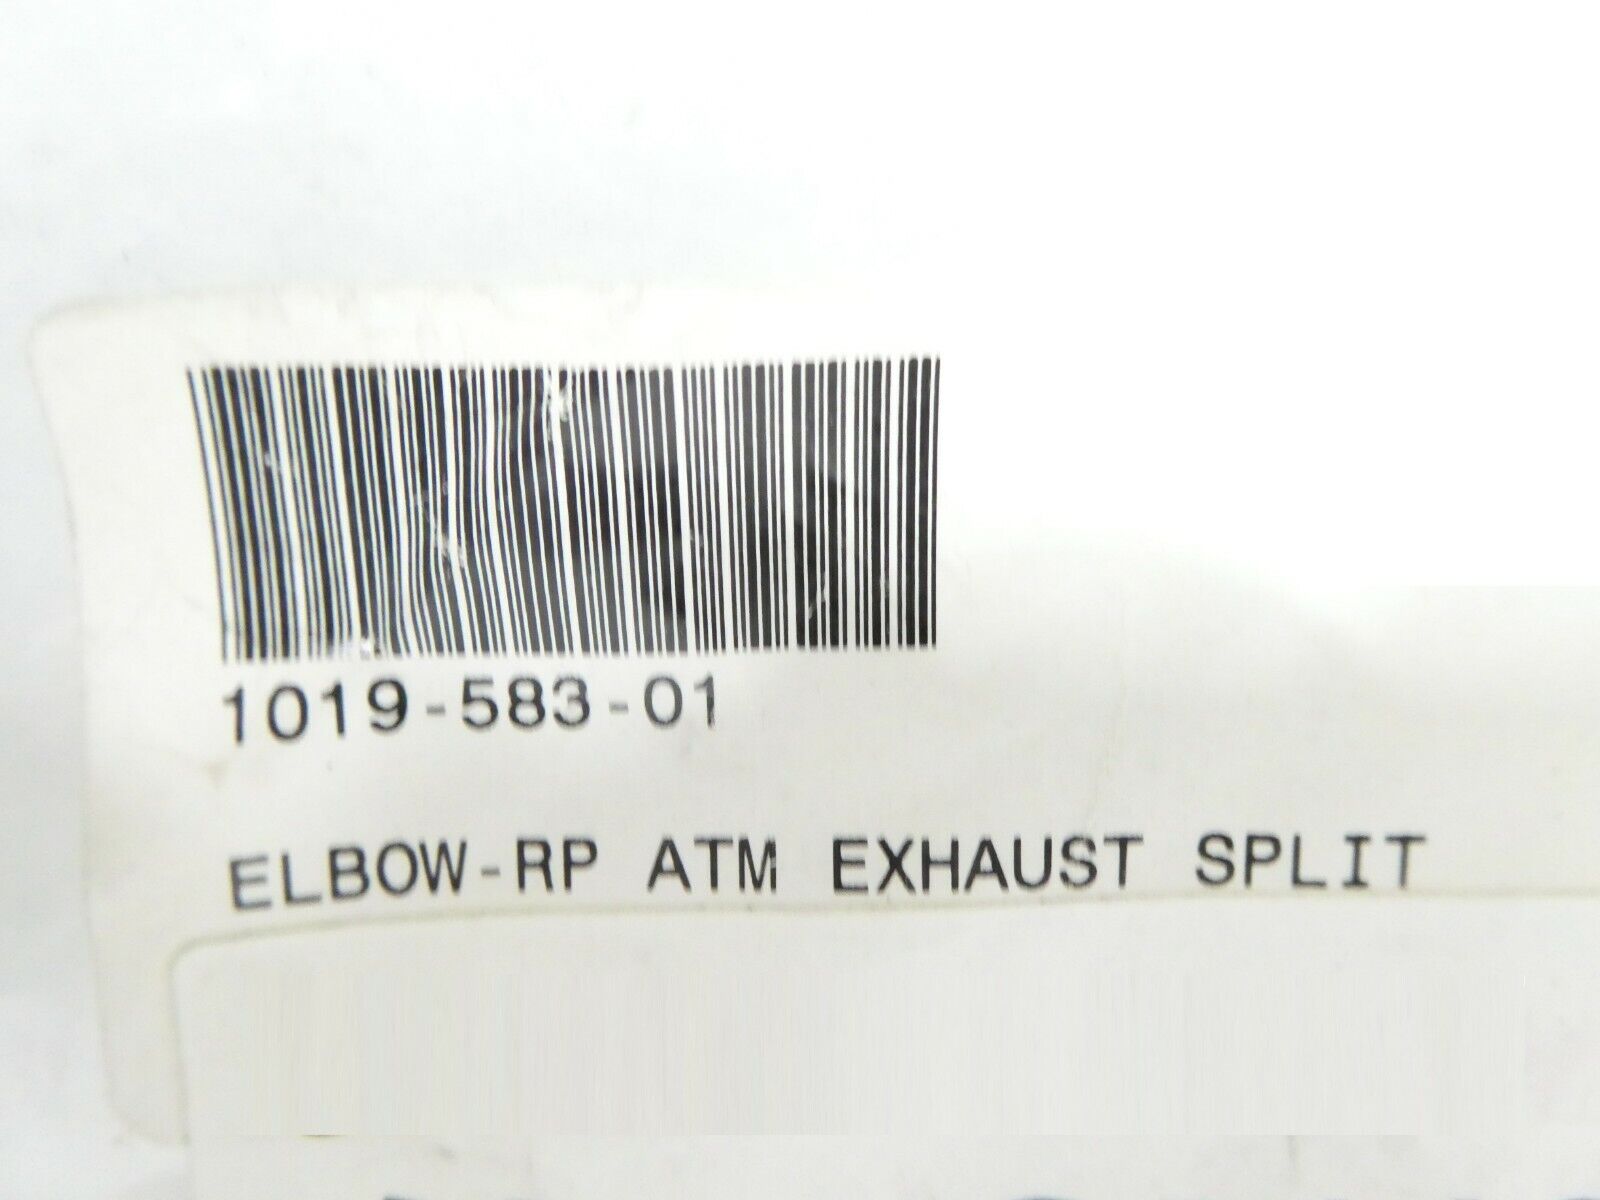 1019-583-01
ELBOW-RP ATM EXHAUST SPLIT